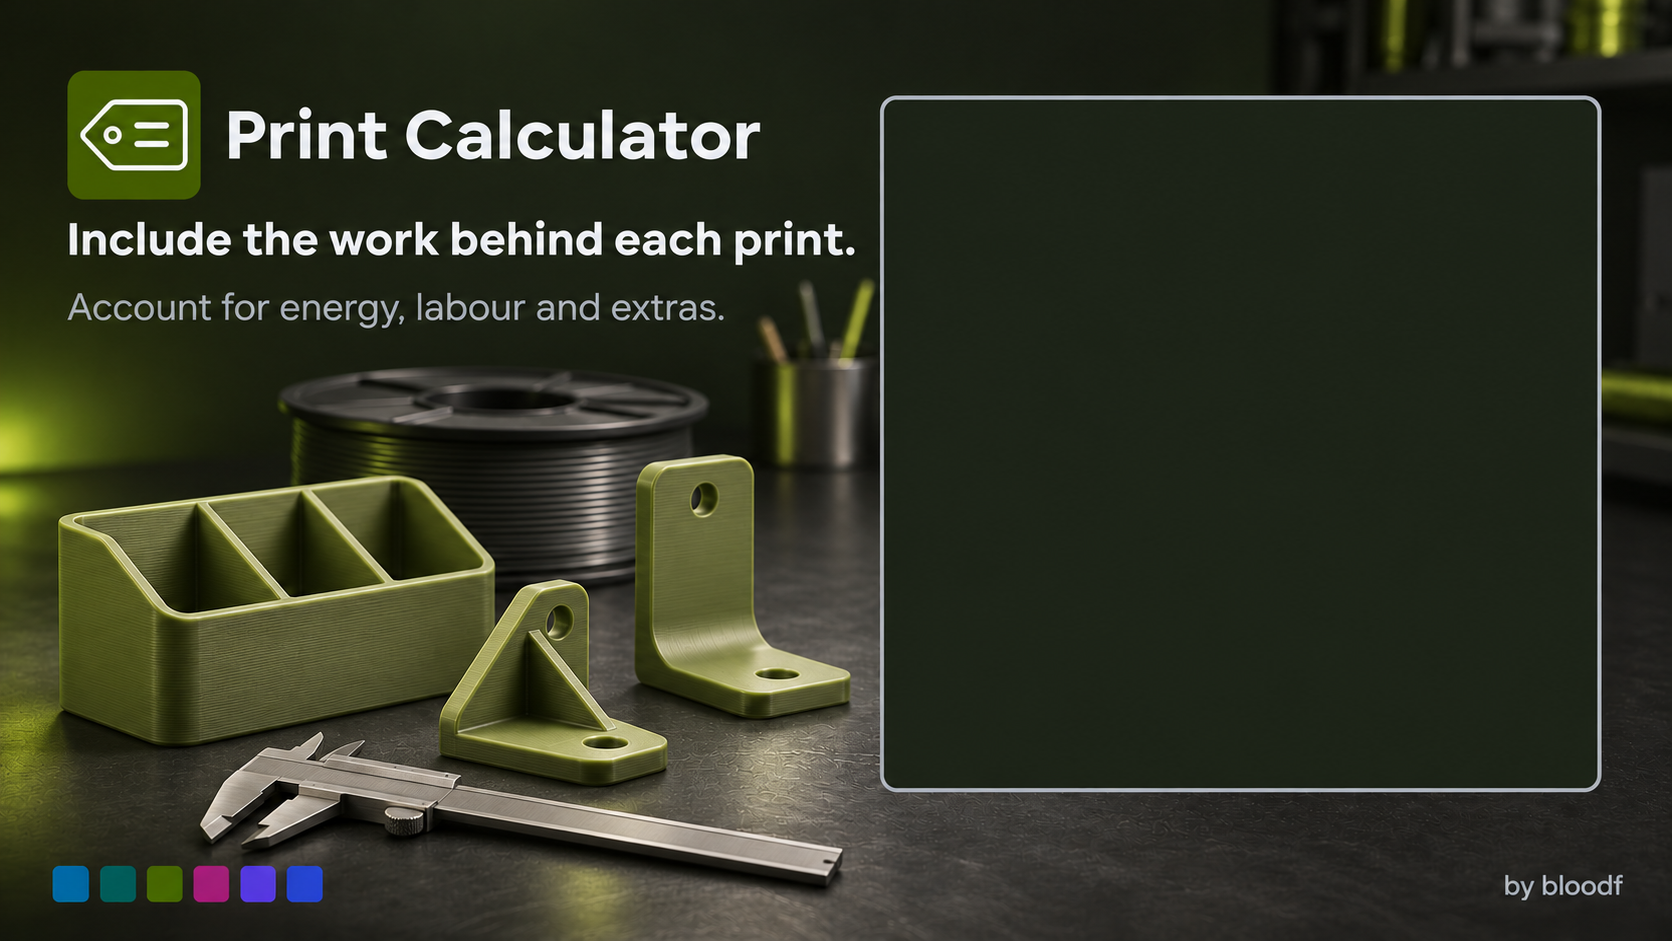 Print Calculator
Include the work behind each print.
Account for energy, labour and extras.
by bloodf